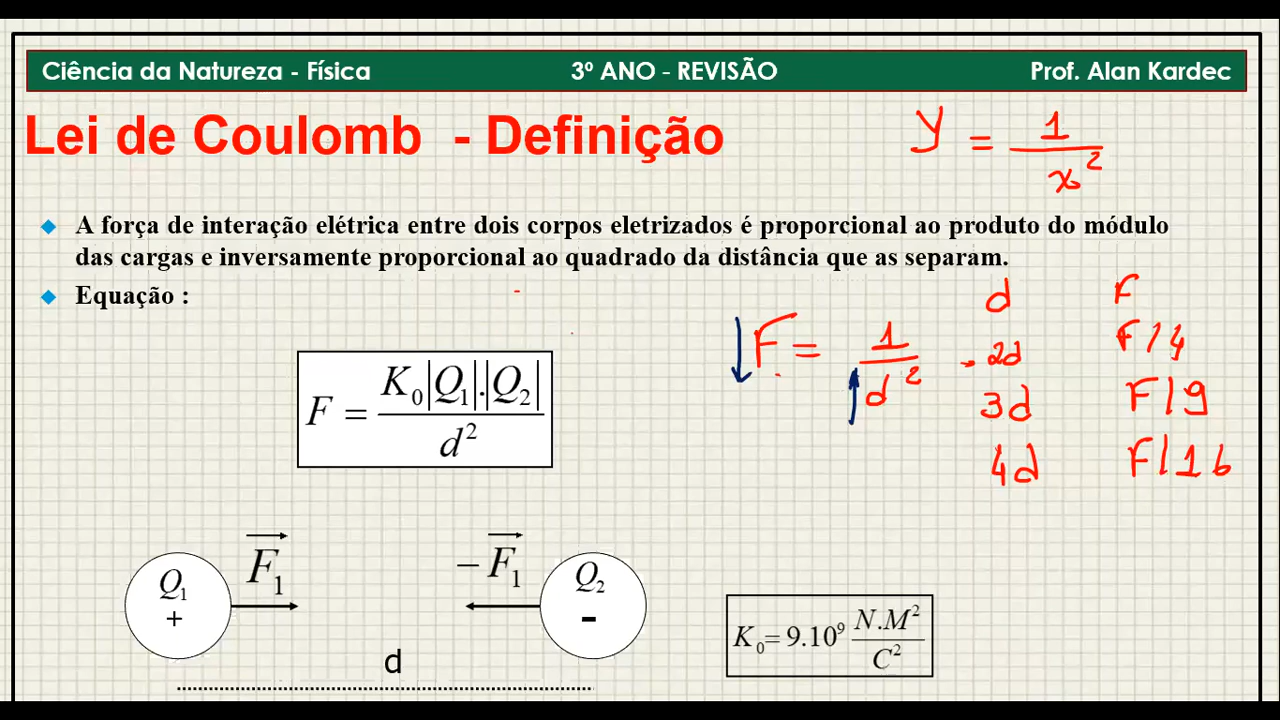 Ciência da Natureza - Física 3º ANO - REVISÃO Prof. Alan Kardec
Lei de Coulomb - Definição
y = 1/x²
A força de interação elétrica entre dois corpos eletrizados é proporcional ao produto do módulo
das cargas e inversamente proporcional ao quadrado da distância que as separam.
Equação :
F = K₀|Q₁|.|Q₂|/d²
F = 1/d²
d F
2d F/4
3d F/9
4d F/16
Q₁ + F₁ −F₁ Q₂ -
d
K₀= 9.10⁹ N.M²/C²